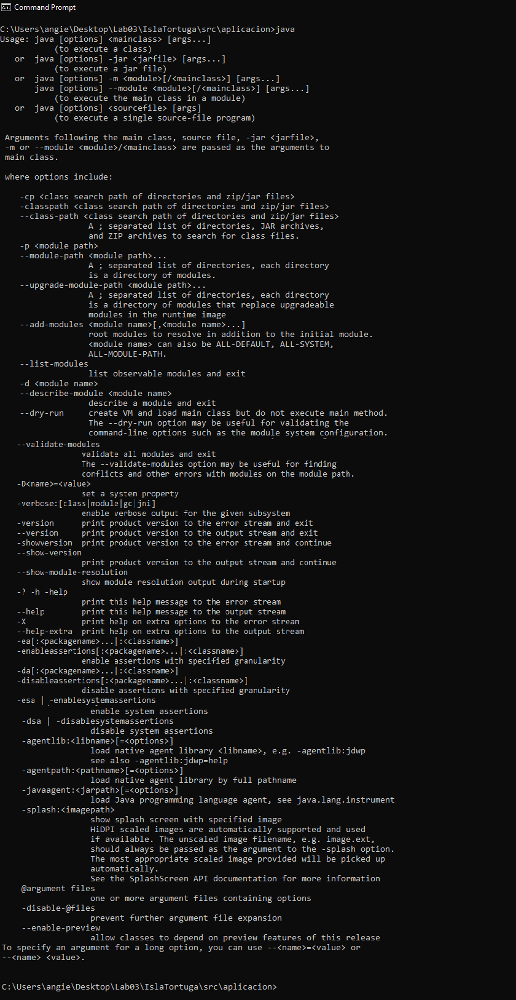 Command Prompt
C:\Users\angie\Desktop\Lab03\IslaTortuga\src\aplicacion>java
Usage: java [options] <mainclass> [args...]
(to execute a class)
or  java [options] -jar <jarfile> [args...]
(to execute a jar file)
or  java [options] -m <module>[/<mainclass>] [args...]
java [options] --module <module>[/<mainclass>] [args...]
(to execute the main class in a module)
or  java [options] <sourcefile> [args]
(to execute a single source-file program)
Arguments following the main class, source file, -jar <jarfile>,
-m or --module <module>/<mainclass> are passed as the arguments to
main class.
where options include:
-cp <class search path of directories and zip/jar files>
-classpath <class search path of directories and zip/jar files>
--class-path <class search path of directories and zip/jar files>
A ; separated list of directories, JAR archives,
and ZIP archives to search for class files.
-p <module path>
--module-path <module path>...
A ; separated list of directories, each directory
is a directory of modules.
--upgrade-module-path <module path>...
A ; separated list of directories, each directory
is a directory of modules that replace upgradeable
modules in the runtime image
--add-modules <module name>[,<module name>...]
root modules to resolve in addition to the initial module.
<module name> can also be ALL-DEFAULT, ALL-SYSTEM,
ALL-MODULE-PATH.
--list-modules
list observable modules and exit
-d <module name>
--describe-module <module name>
describe a module and exit
--dry-run     create VM and load main class but do not execute main method.
The --dry-run option may be useful for validating the
command-line options such as the module system configuration.
--validate-modules
validate all modules and exit
The --validate-modules option may be useful for finding
conflicts and other errors with modules on the module path.
-D<name>=<value>
set a system property
-verbose:[class|module|gc|jni]
enable verbose output for the given subsystem
-version      print product version to the error stream and exit
--version     print product version to the output stream and exit
-showversion  print product version to the error stream and continue
--show-version
print product version to the output stream and continue
--show-module-resolution
show module resolution output during startup
-? -h -help
print this help message to the error stream
--help        print this help message to the output stream
-X            print help on extra options to the error stream
--help-extra  print help on extra options to the output stream
-ea[:<packagename>...|:<classname>]
-enableassertions[:<packagename>...|:<classname>]
enable assertions with specified granularity
-da[:<packagename>...|:<classname>]
-disableassertions[:<packagename>...|:<classname>]
disable assertions with specified granularity
-esa | -enablesystemassertions
enable system assertions
-dsa | -disablesystemassertions
disable system assertions
-agentlib:<libname>[=<options>]
load native agent library <libname>, e.g. -agentlib:jdwp
see also -agentlib:jdwp=help
-agentpath:<pathname>[=<options>]
load native agent library by full pathname
-javaagent:<jarpath>[=<options>]
load Java programming language agent, see java.lang.instrument
-splash:<imagepath>
show splash screen with specified image
HiDPI scaled images are automatically supported and used
if available. The unscaled image filename, e.g. image.ext,
should always be passed as the argument to the -splash option.
The most appropriate scaled image provided will be picked up
automatically.
See the SplashScreen API documentation for more information
@argument files
one or more argument files containing options
-disable-@files
prevent further argument file expansion
--enable-preview
allow classes to depend on preview features of this release
To specify an argument for a long option, you can use --<name>=<value> or
--<name> <value>.
C:\Users\angie\Desktop\Lab03\IslaTortuga\src\aplicacion>